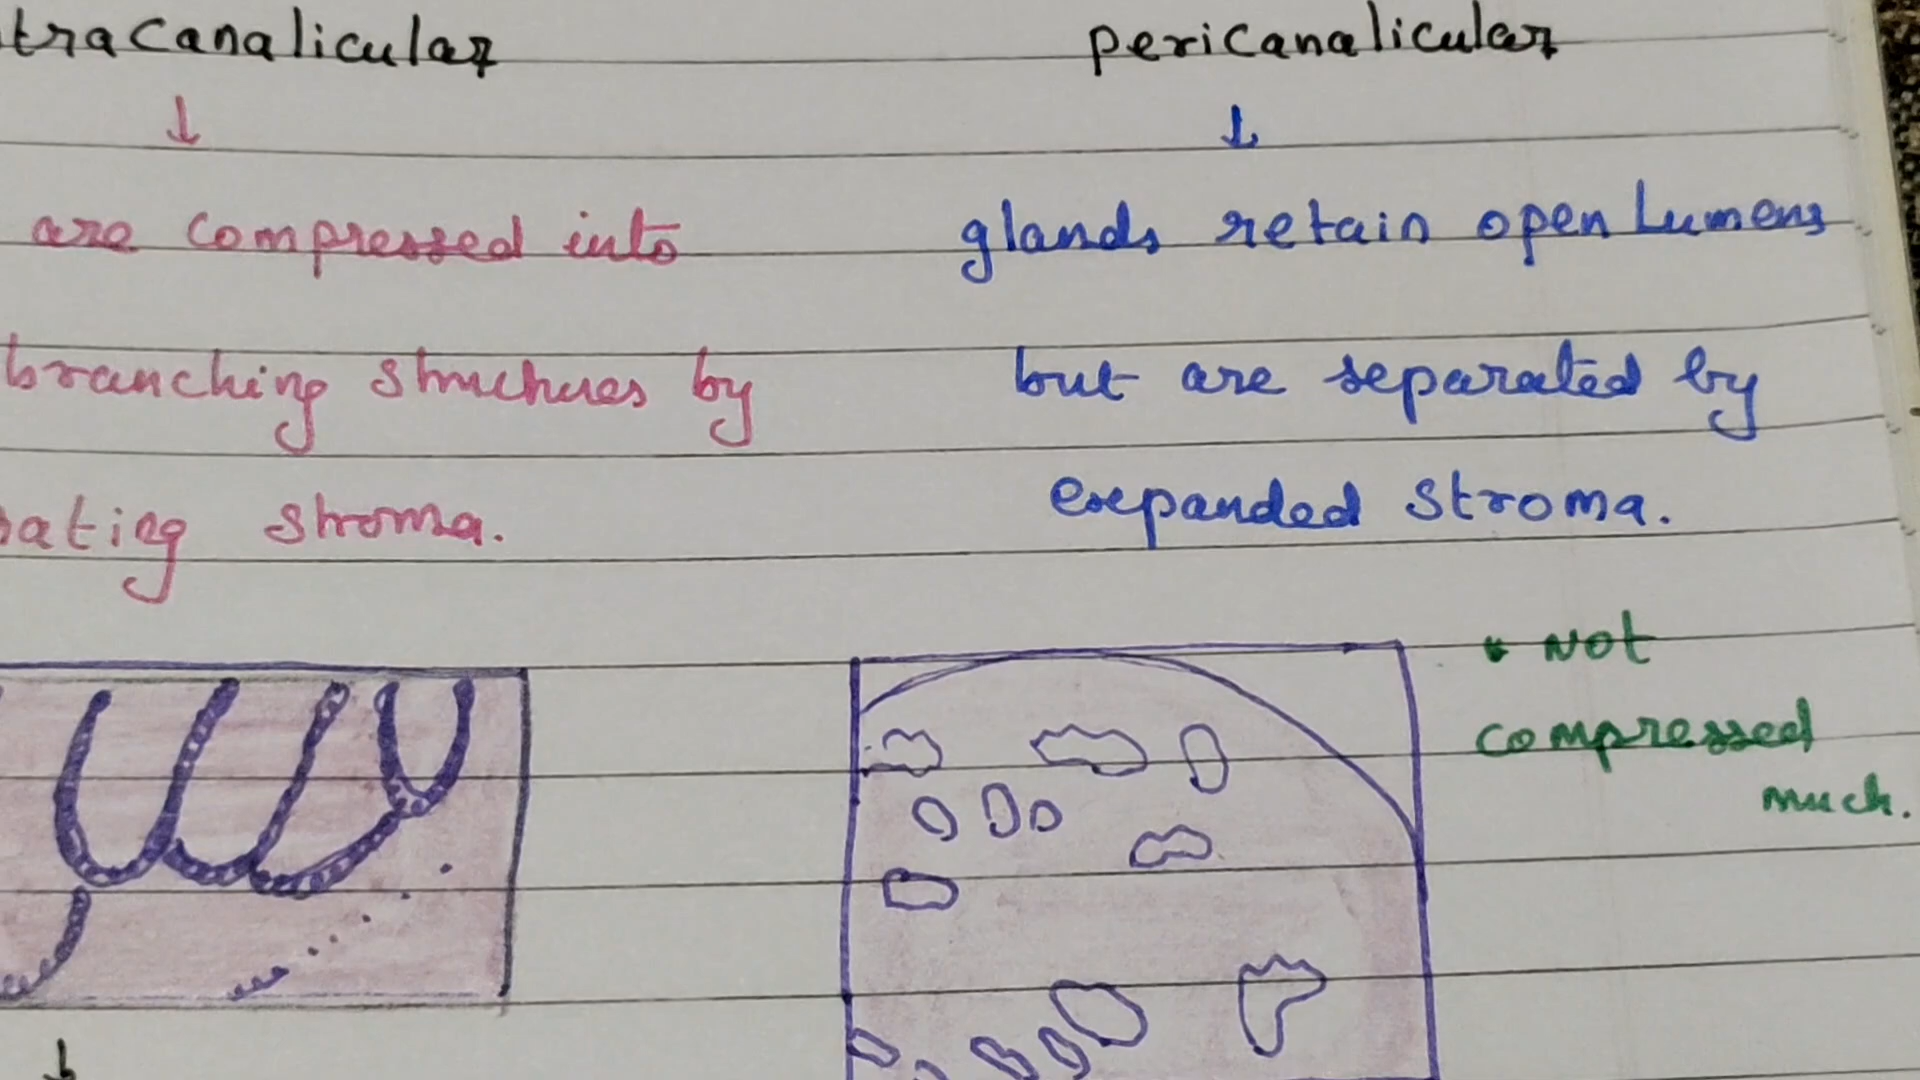 tracanalicular
↓
are compressed into
branching structures by
ating stroma.
pericanalicular
↓
glands retain open Lumens
but are separated by
expanded stroma.
• Not
compressed
much.
↓